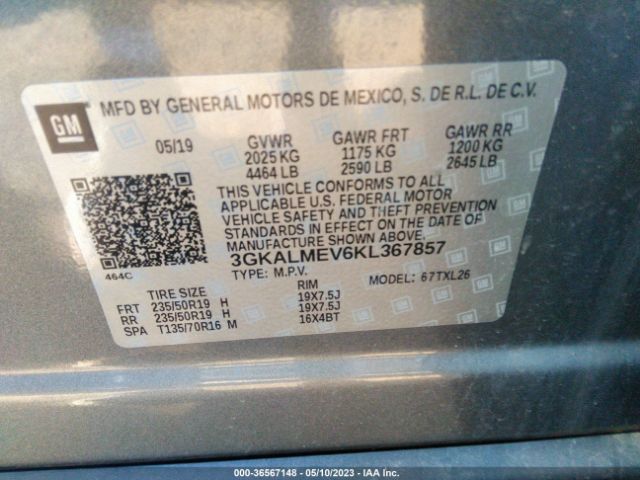 GM
MFD BY GENERAL MOTORS DE MEXICO, S. DE R.L. DE C.V.
05/19 GVWR GAWR FRT GAWR RR
2025 KG 1175 KG 1200 KG
4464 LB 2590 LB 2645 LB
THIS VEHICLE CONFORMS TO ALL
APPLICABLE U.S. FEDERAL MOTOR
VEHICLE SAFETY AND THEFT PREVENTION
STANDARDS IN EFFECT ON THE DATE OF
MANUFACTURE SHOWN ABOVE.
3GKALMEV6KL367857
464C
TYPE: M.P.V. MODEL: 67TXL26
TIRE SIZE RIM
FRT 235/50R19 H 19X7.5J
RR 235/50R19 H 19X7.5J
SPA T135/70R16 M 16X4BT
000-36567148 — 05/10/2023 — IAA Inc.